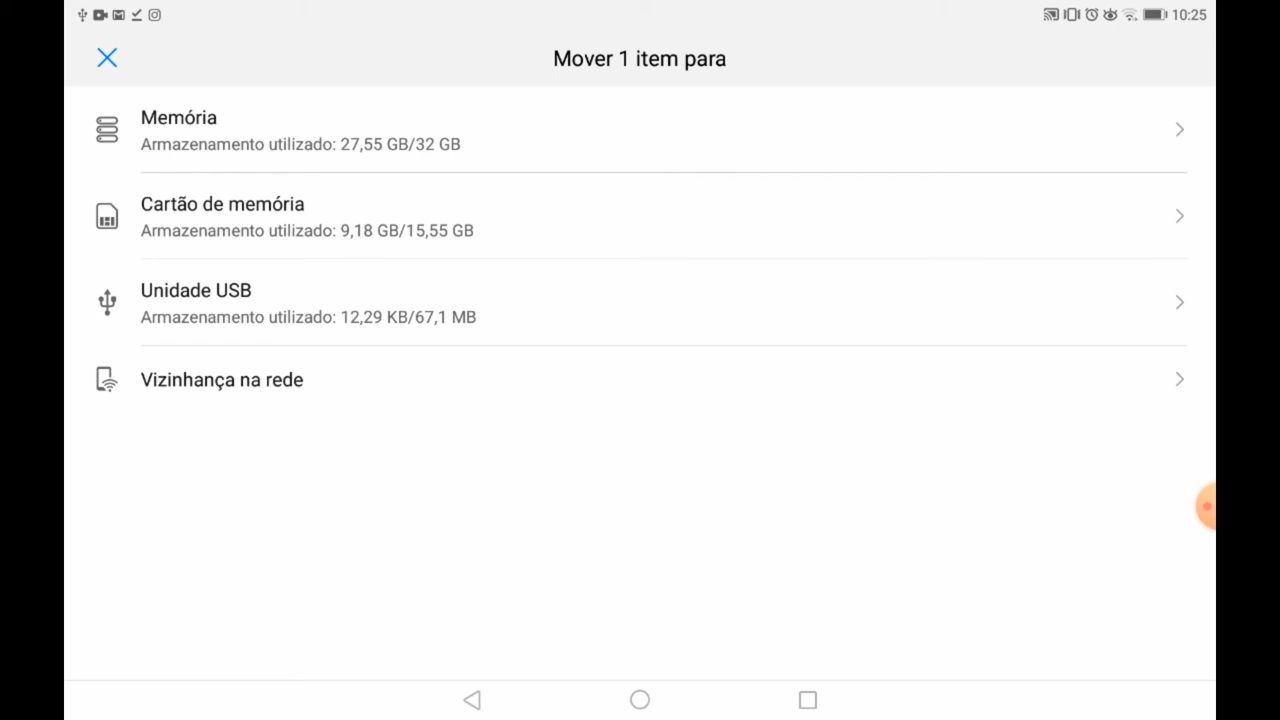 10:25
Mover 1 item para
Memória
Armazenamento utilizado: 27,55 GB/32 GB
Cartão de memória
Armazenamento utilizado: 9,18 GB/15,55 GB
Unidade USB
Armazenamento utilizado: 12,29 KB/67,1 MB
Vizinhança na rede